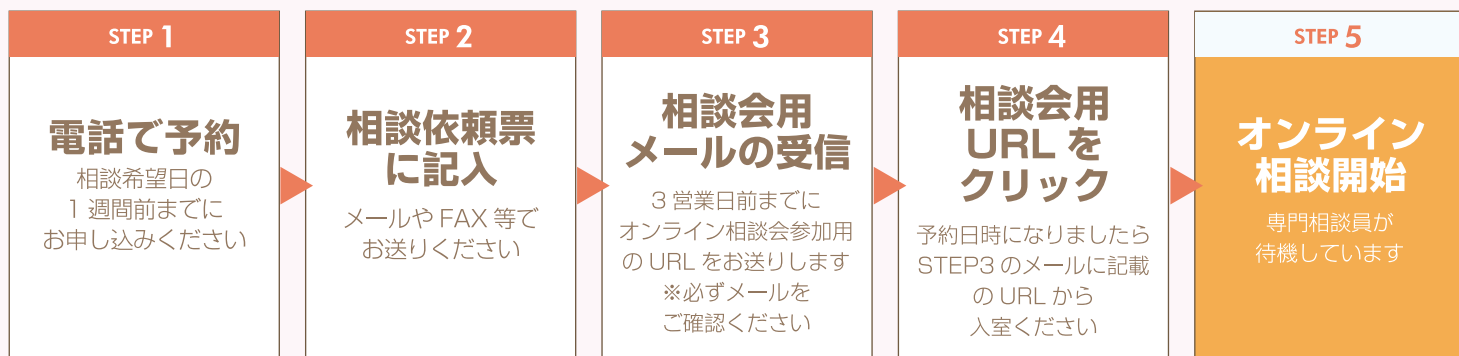 STEP 1
電話で予約
相談希望日の
1 週間前までに
お申し込みください
STEP 2
相談依頼票
に記入
メールや FAX 等で
お送りください
STEP 3
相談会用
メールの受信
3 営業日前までに
オンライン相談会参加用
の URL をお送りします
※必ずメールを
ご確認ください
STEP 4
相談会用
URL を
クリック
予約日時になりましたら
STEP3 のメールに記載
の URL から
入室ください
STEP 5
オンライン
相談開始
専門相談員が
待機しています